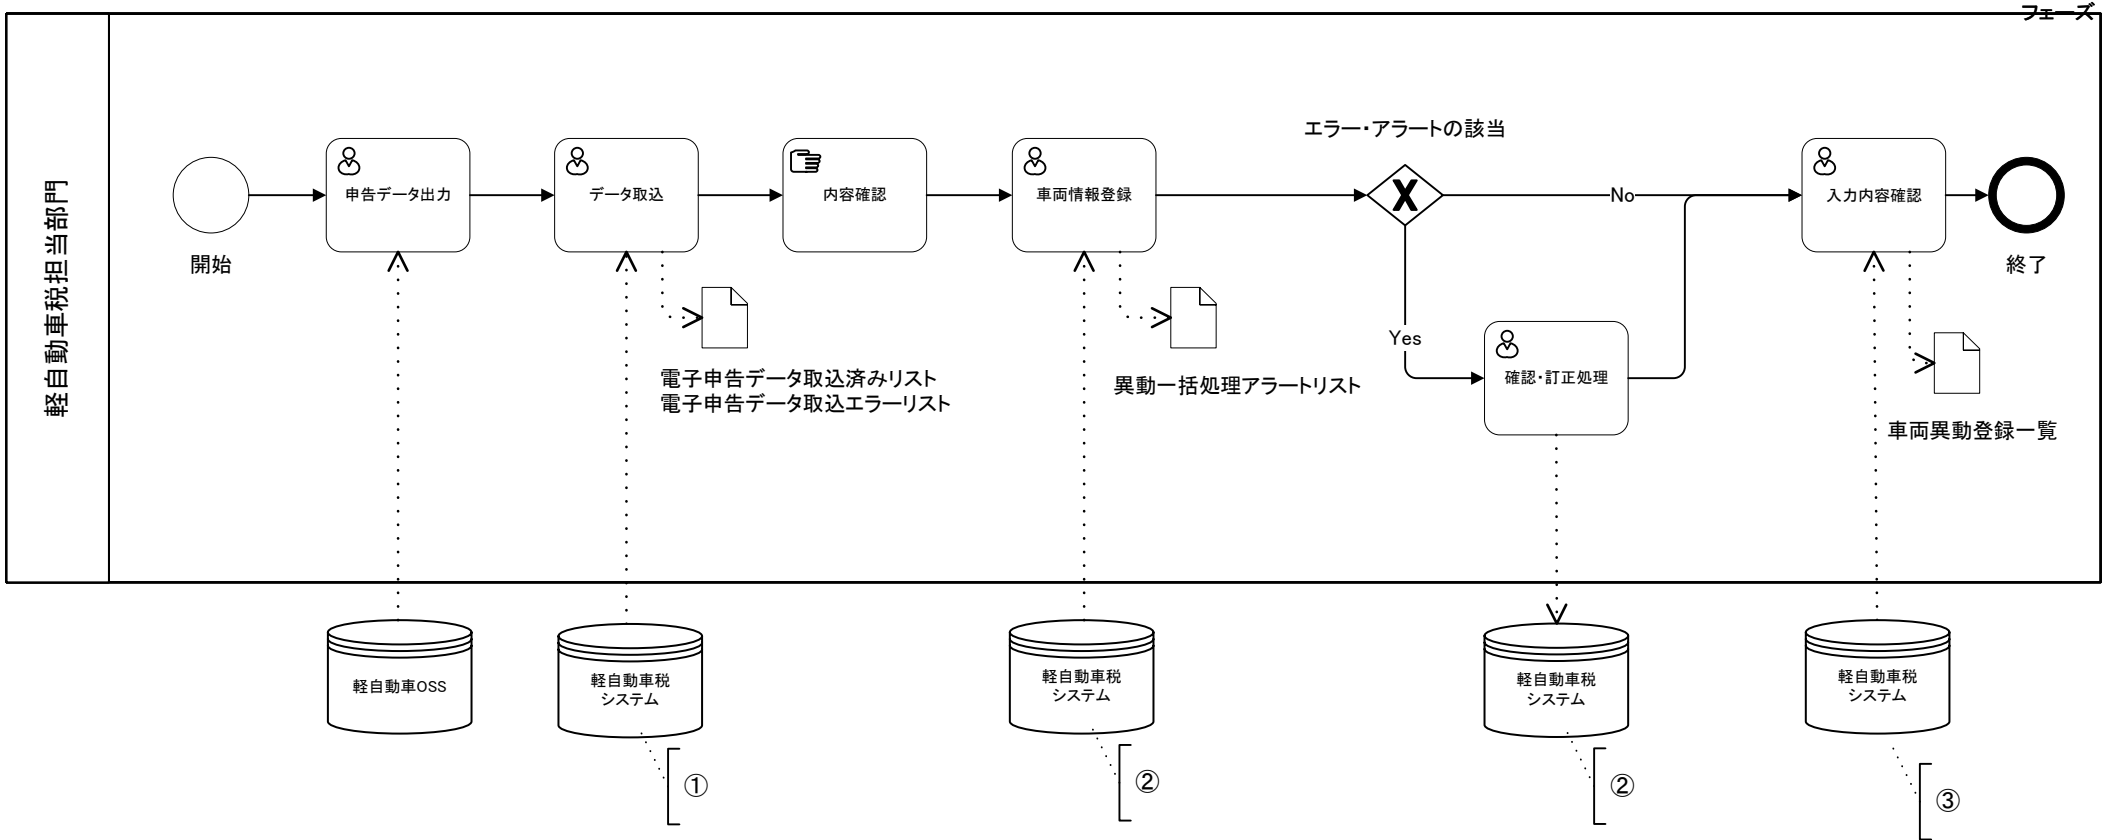 フェーズ
軽自動車税担当部門
開始
申告データ出力
データ取込
内容確認
車両情報登録
エラー・アラートの該当
No
Yes
確認・訂正処理
入力内容確認
終了
電子申告データ取込済みリスト
電子申告データ取込エラーリスト
異動一括処理アラートリスト
車両異動登録一覧
軽自動車OSS
軽自動車税
システム
①
軽自動車税
システム
②
軽自動車税
システム
②
軽自動車税
システム
③